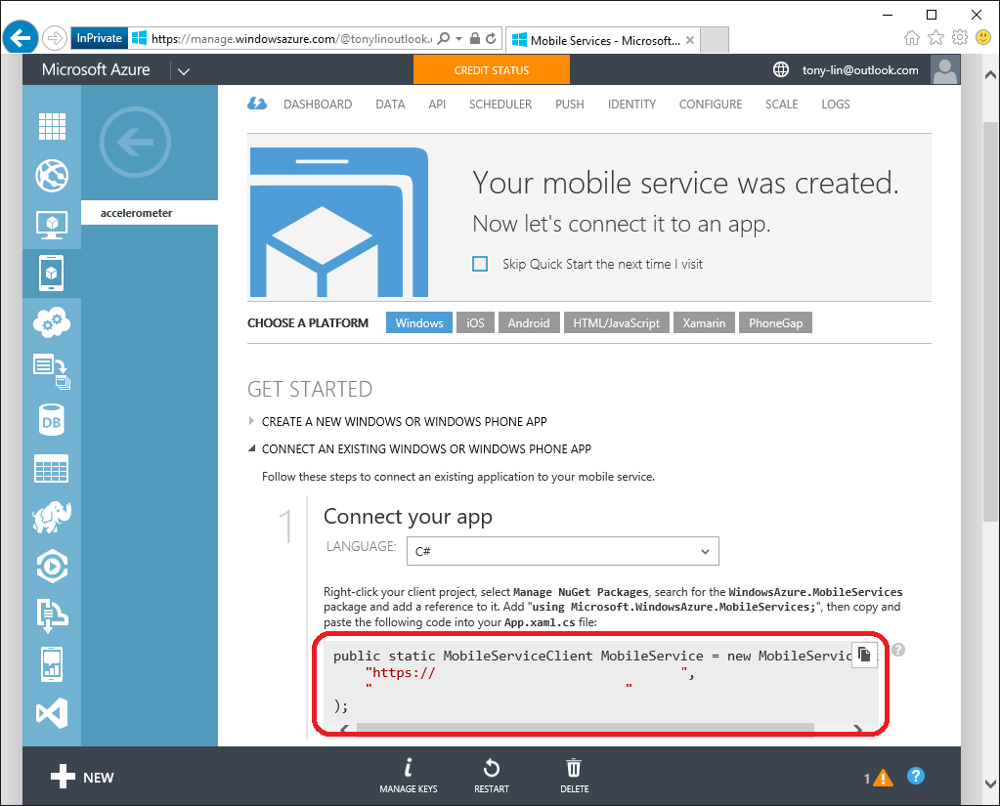 InPrivate
https://manage.windowsazure.com/@tonylinoutlook.
Mobile Services - Microsoft...
Microsoft Azure
CREDIT STATUS
tony-lin@outlook.com
DASHBOARD DATA API SCHEDULER PUSH IDENTITY CONFIGURE SCALE LOGS
accelerometer
Your mobile service was created.
Now let's connect it to an app.
Skip Quick Start the next time I visit
CHOOSE A PLATFORM Windows iOS Android HTML/JavaScript Xamarin PhoneGap
GET STARTED
CREATE A NEW WINDOWS OR WINDOWS PHONE APP
CONNECT AN EXISTING WINDOWS OR WINDOWS PHONE APP
Follow these steps to connect an existing application to your mobile service.
1
Connect your app
LANGUAGE: C#
Right-click your client project, select Manage NuGet Packages, search for the WindowsAzure.MobileServices
package and add a reference to it. Add "using Microsoft.WindowsAzure.MobileServices;", then copy and
paste the following code into your App.xaml.cs file:
public static MobileServiceClient MobileService = new MobileServic
"https:// ",
" "
);
DB
NEW
MANAGE KEYS
RESTART
DELETE
1
?